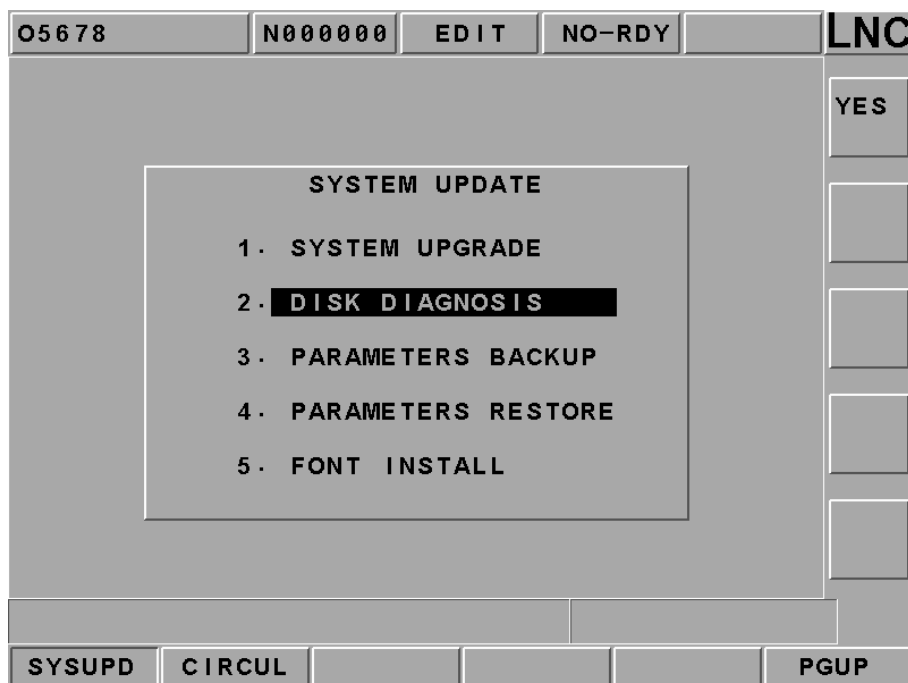 O5678 N000000 EDIT NO-RDY LNC
YES
SYSTEM UPDATE
1. SYSTEM UPGRADE
2. DISK DIAGNOSIS
3. PARAMETERS BACKUP
4. PARAMETERS RESTORE
5. FONT INSTALL
SYSUPD CIRCUL PGUP